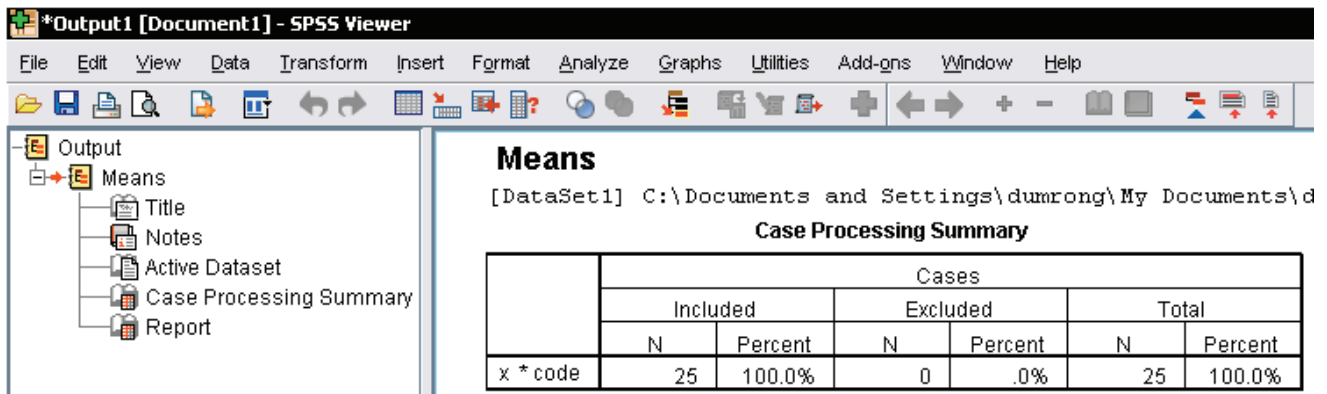 *Output1 [Document1] - SPSS Viewer
File Edit View Data Transform Insert Format Analyze Graphs Utilities Add-ons Window Help
Output
Means
Title
Notes
Active Dataset
Case Processing Summary
Report
Means
[DataSet1] C:\Documents and Settings\dumrong\My Documents\d
Case Processing Summary
Cases
Included Excluded Total
N Percent N Percent N Percent
x * code 25 100.0% 0 .0% 25 100.0%